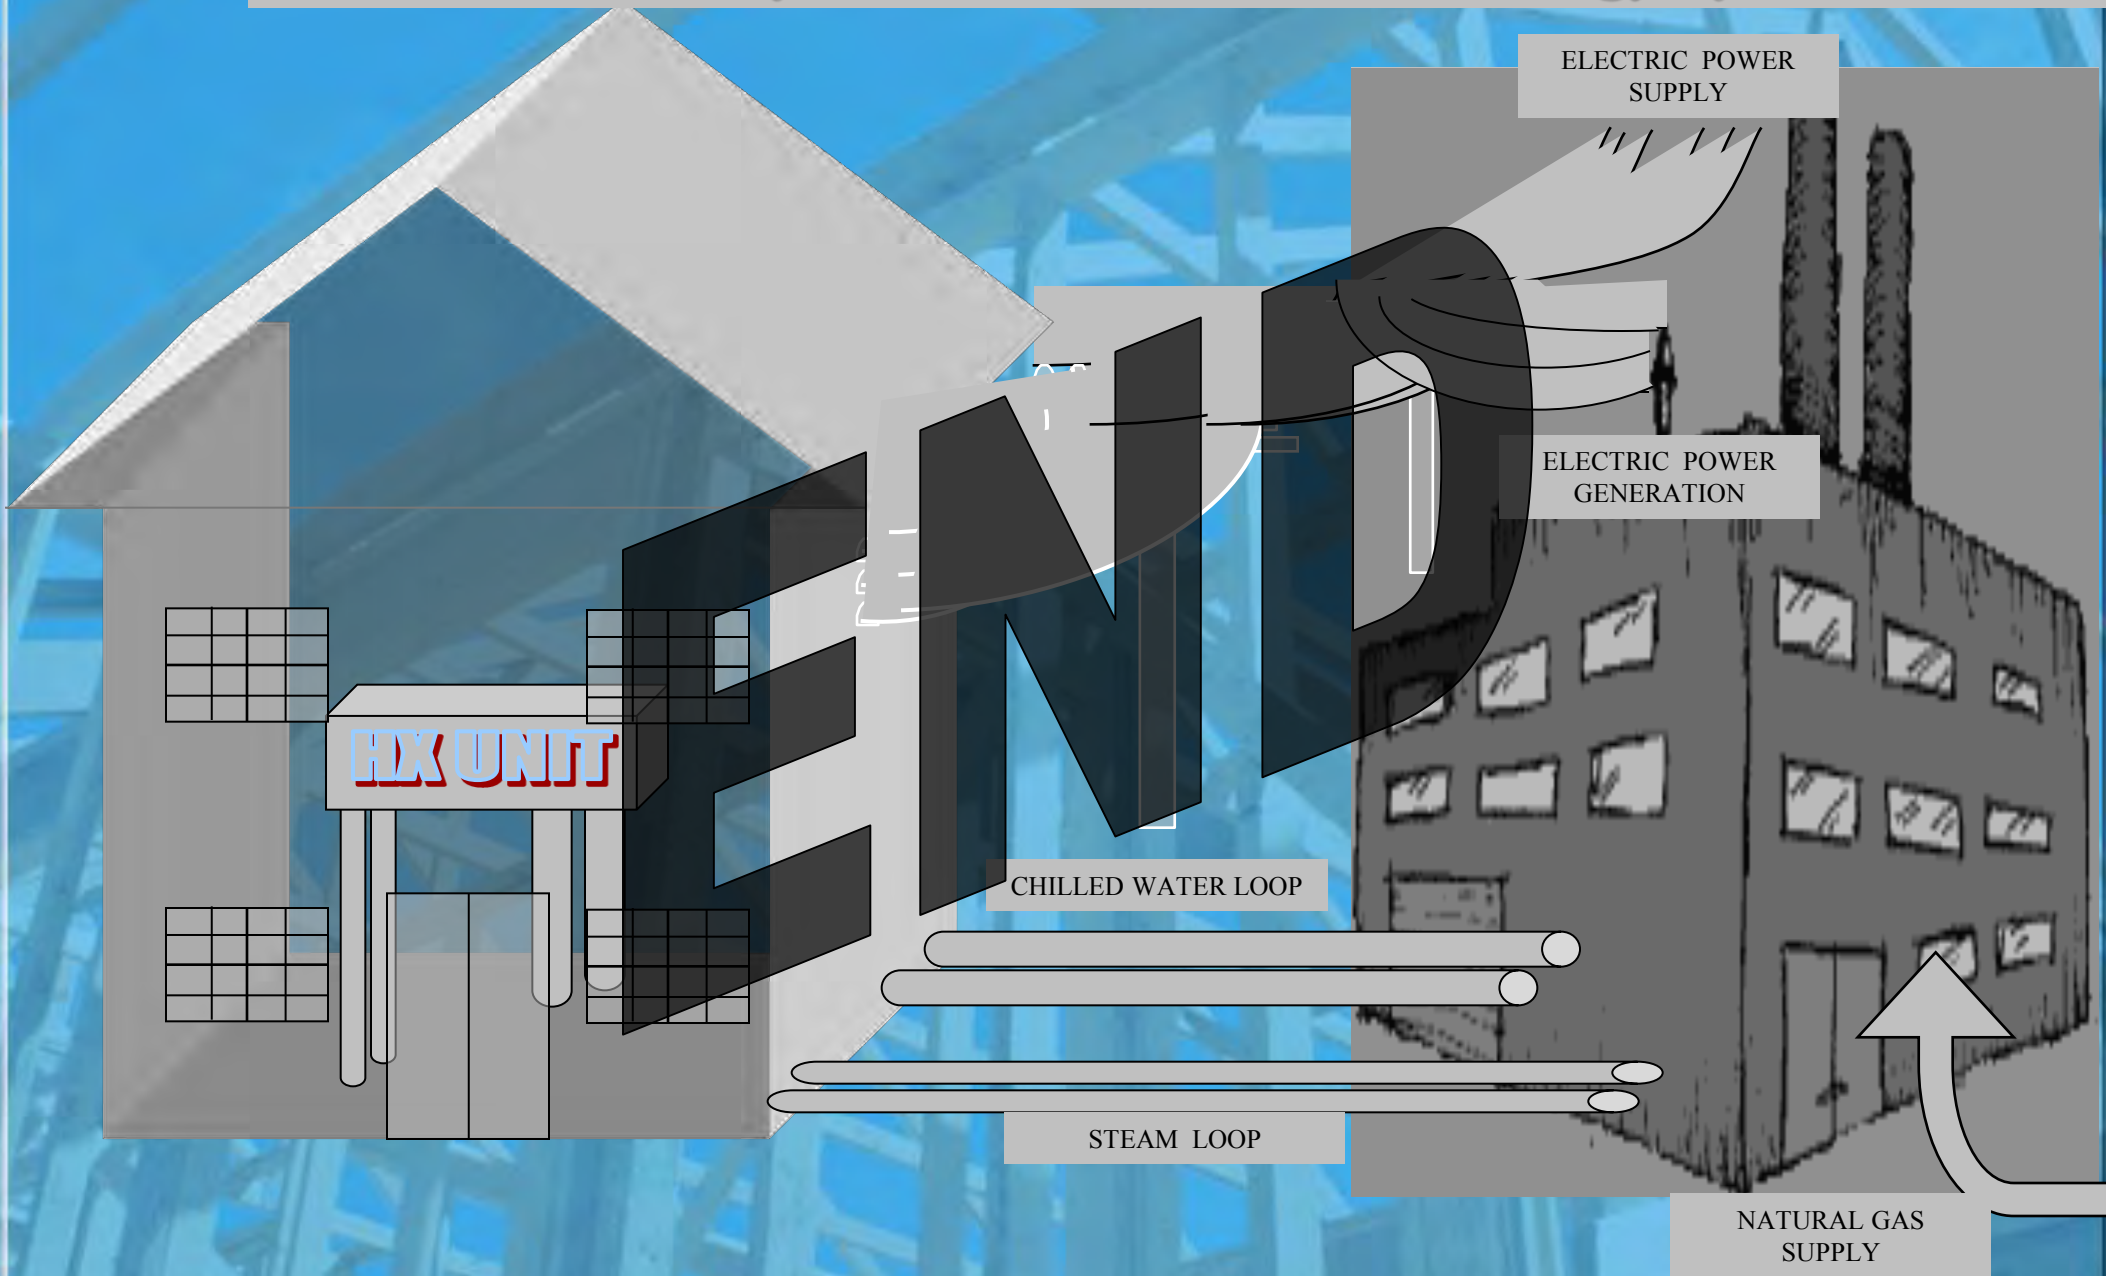 ELECTRIC POWER
SUPPLY
ELECTRIC POWER
GENERATION
END
HX UNIT
CHILLED WATER LOOP
STEAM LOOP
NATURAL GAS
SUPPLY